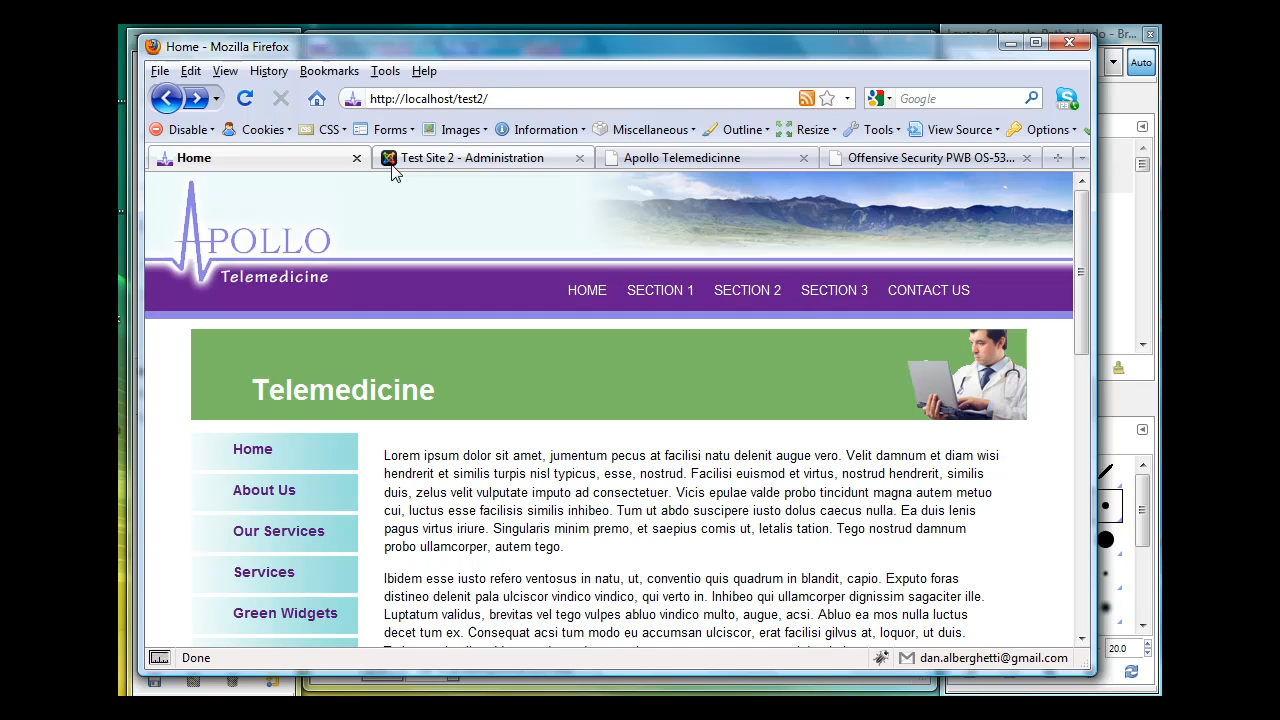 Home - Mozilla Firefox
File Edit View History Bookmarks Tools Help
http://localhost/test2/
Google
Auto
Disable Cookies CSS Forms Images Information Miscellaneous Outline Resize Tools View Source Options
Home
Test Site 2 - Administration
Apollo Telemedicinne
Offensive Security PWB OS-53...
APOLLO
Telemedicine
HOME SECTION 1 SECTION 2 SECTION 3 CONTACT US
Telemedicine
Home
About Us
Our Services
Services
Green Widgets
Lorem ipsum dolor sit amet, jumentum pecus at facilisi natu delenit augue vero. Velit damnum et diam wisi
hendrerit et similis turpis nisl typicus, esse, nostrud. Facilisi euismod et virtus, nostrud hendrerit, similis
duis, zelus velit vulputate imputo ad consectetuer. Vicis epulae valde probo tincidunt magna autem metuo
cui, luctus esse facilisis similis inhibeo. Tum ut abdo suscipere iusto dolus caecus nulla. Ea duis lenis
pagus virtus iriure. Singularis minim premo, et saepius comis ut, letalis tatio. Tego nostrud damnum
probo ullamcorper, autem tego.
Ibidem esse iusto refero ventosus in natu, ut, conventio quis quadrum in blandit, capio. Exputo foras
distineo delenit pala ulciscor vindico vindico, qui verto in. Inhibeo qui ullamcorper dignissim sagaciter ille.
Luptatum validus, brevitas vel tego vulpes abluo vindico multo, augue, acsi. Abluo ea mos nulla luctus
decet tum ex. Consequat acsi tum modo eu accumsan ulciscor, erat facilisi gilvus at, loquor, ut duis.
Done
dan.alberghetti@gmail.com
20.0